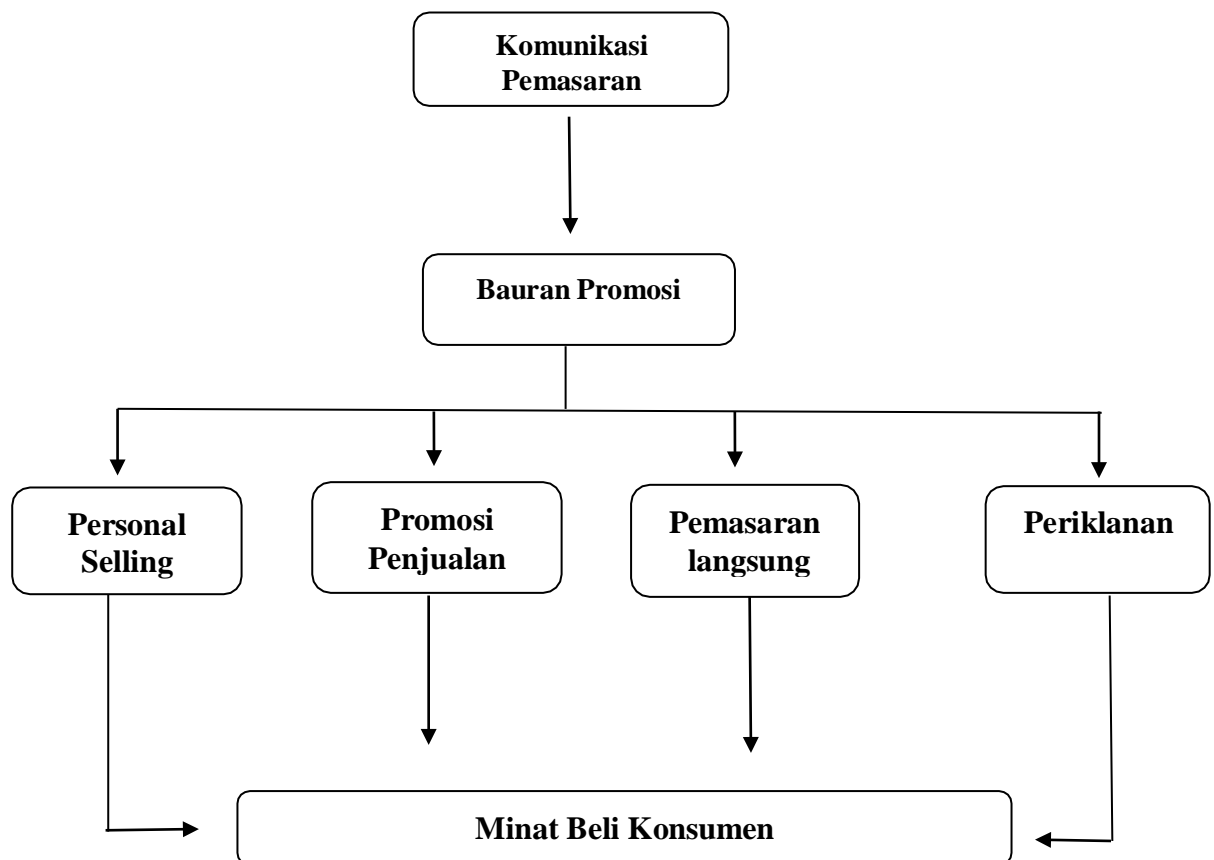 Komunikasi
Pemasaran
Bauran Promosi
Personal
Selling
Promosi
Penjualan
Pemasaran
langsung
Periklanan
Minat Beli Konsumen